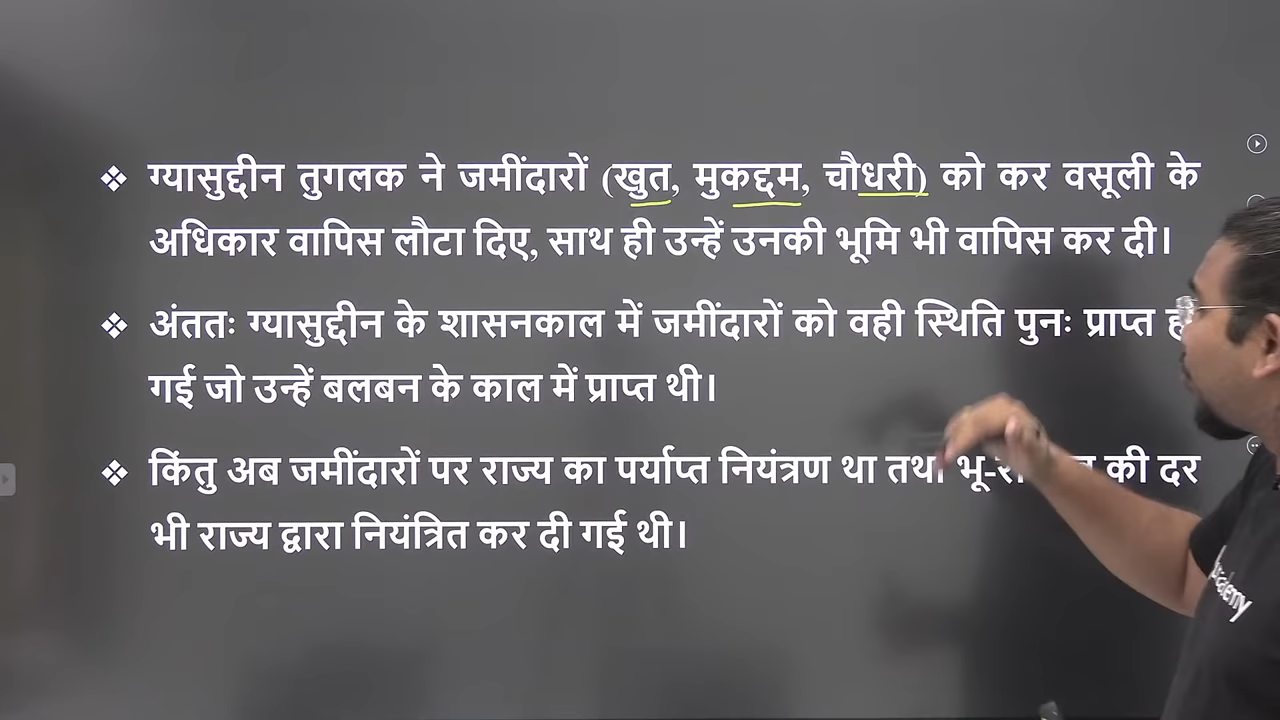 ❖ ग्यासुद्दीन तुगलक ने जमींदारों (खुत, मुकद्दम, चौधरी) को कर वसूली के
अधिकार वापिस लौटा दिए, साथ ही उन्हें उनकी भूमि भी वापिस कर दी।
❖ अंततः ग्यासुद्दीन के शासनकाल में जमींदारों को वही स्थिति पुनः प्राप्त
गई जो उन्हें बलबन के काल में प्राप्त थी।
❖ किंतु अब जमींदारों पर राज्य का पर्याप्त नियंत्रण था तथा की दर
भी राज्य द्वारा नियंत्रित कर दी गई थी।